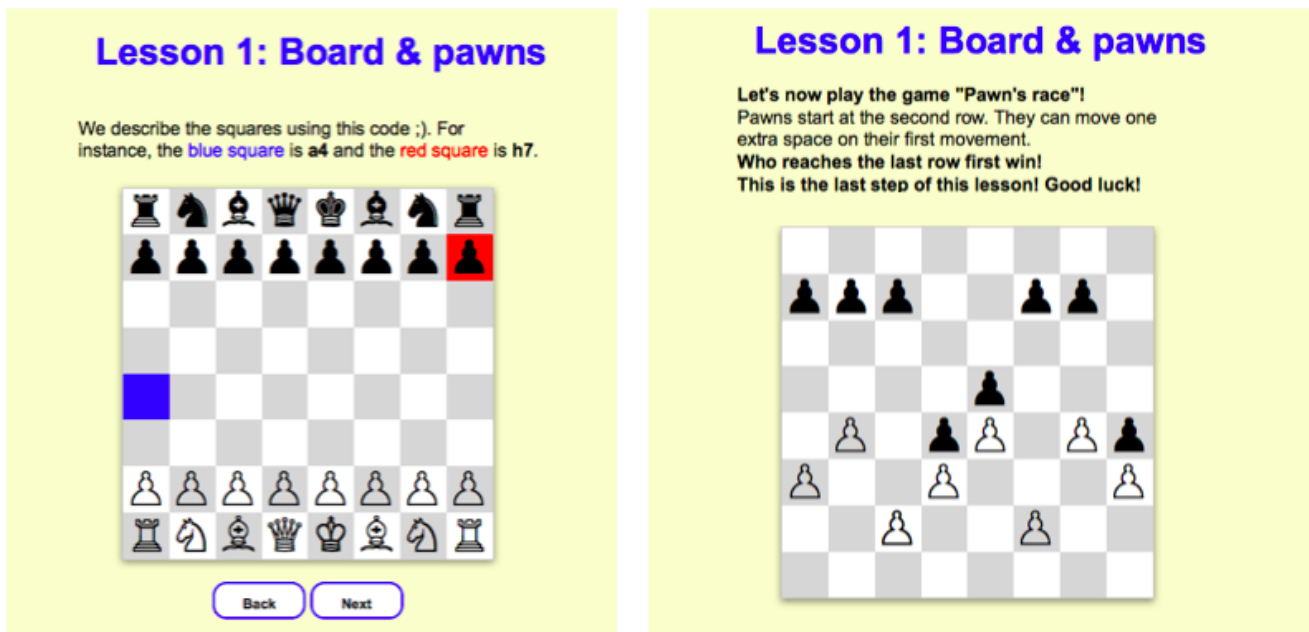 Lesson 1: Board & pawns
We describe the squares using this code ;). For
instance, the blue square is a4 and the red square is h7.
Back
Next
Lesson 1: Board & pawns
Let's now play the game "Pawn's race"!
Pawns start at the second row. They can move one
extra space on their first movement.
Who reaches the last row first win!
This is the last step of this lesson! Good luck!